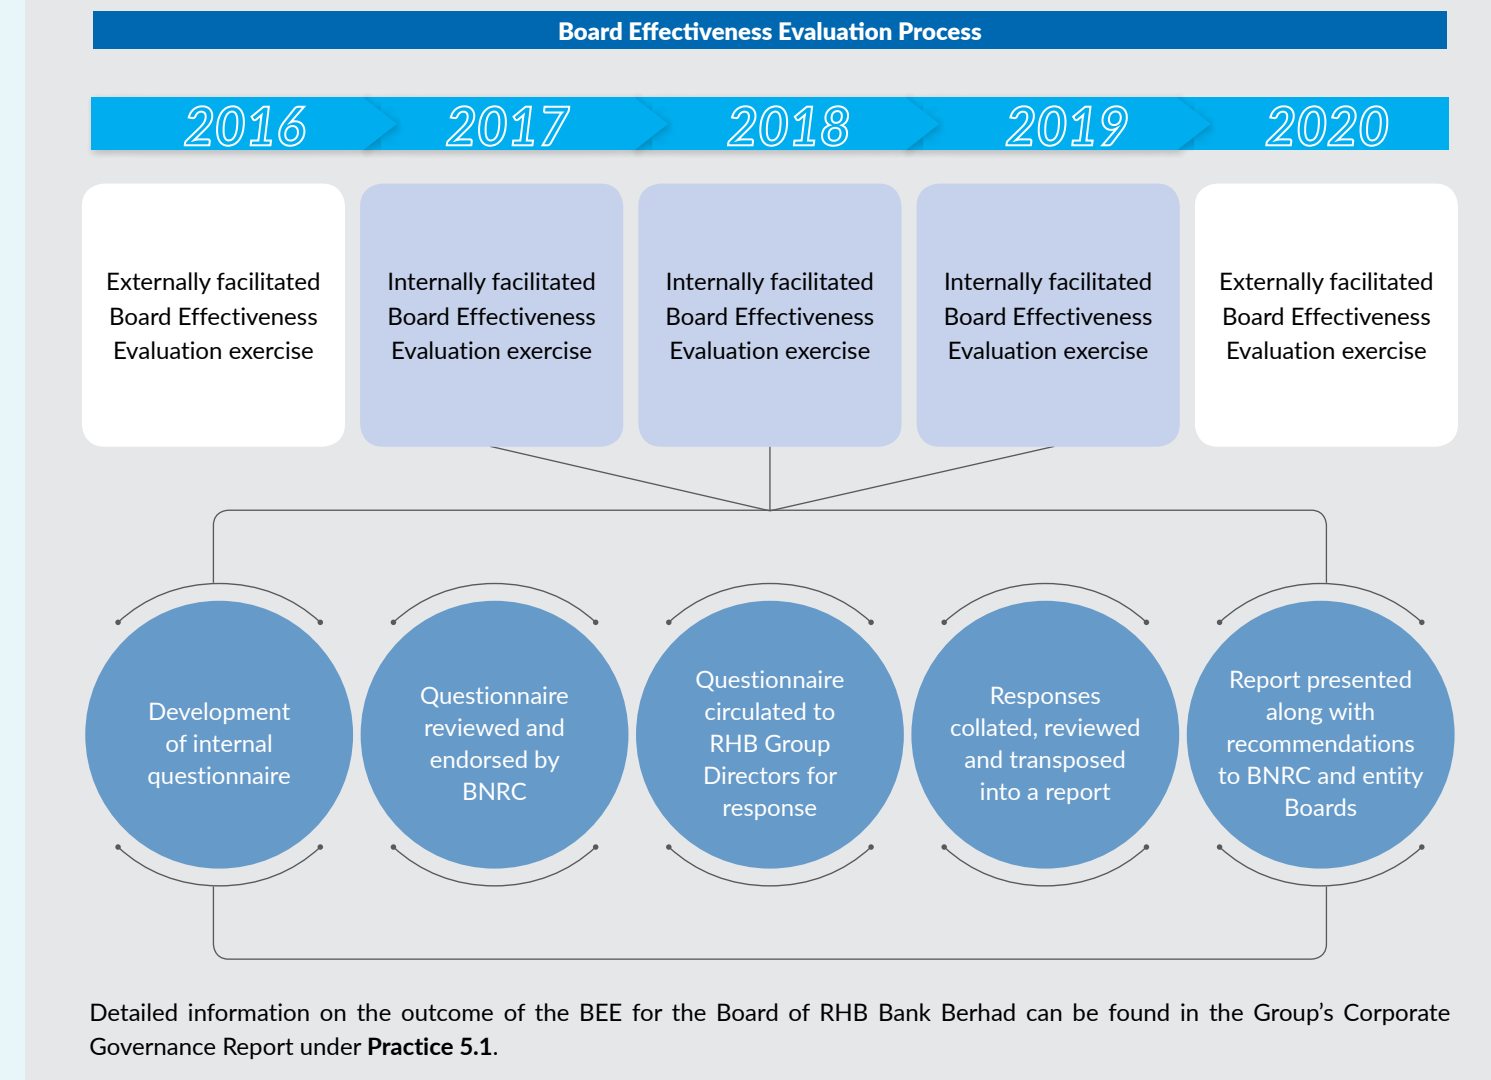 Board Effectiveness Evaluation Process
2016
2017
2018
2019
2020
Externally facilitated
Board Effectiveness
Evaluation exercise
Internally facilitated
Board Effectiveness
Evaluation exercise
Internally facilitated
Board Effectiveness
Evaluation exercise
Internally facilitated
Board Effectiveness
Evaluation exercise
Externally facilitated
Board Effectiveness
Evaluation exercise
Development
of internal
questionnaire
Questionnaire
reviewed and
endorsed by
BNRC
Questionnaire
circulated to
RHB Group
Directors for
response
Responses
collated, reviewed
and transposed
into a report
Report presented
along with
recommendations
to BNRC and entity
Boards
Detailed information on the outcome of the BEE for the Board of RHB Bank Berhad can be found in the Group’s Corporate
Governance Report under Practice 5.1.